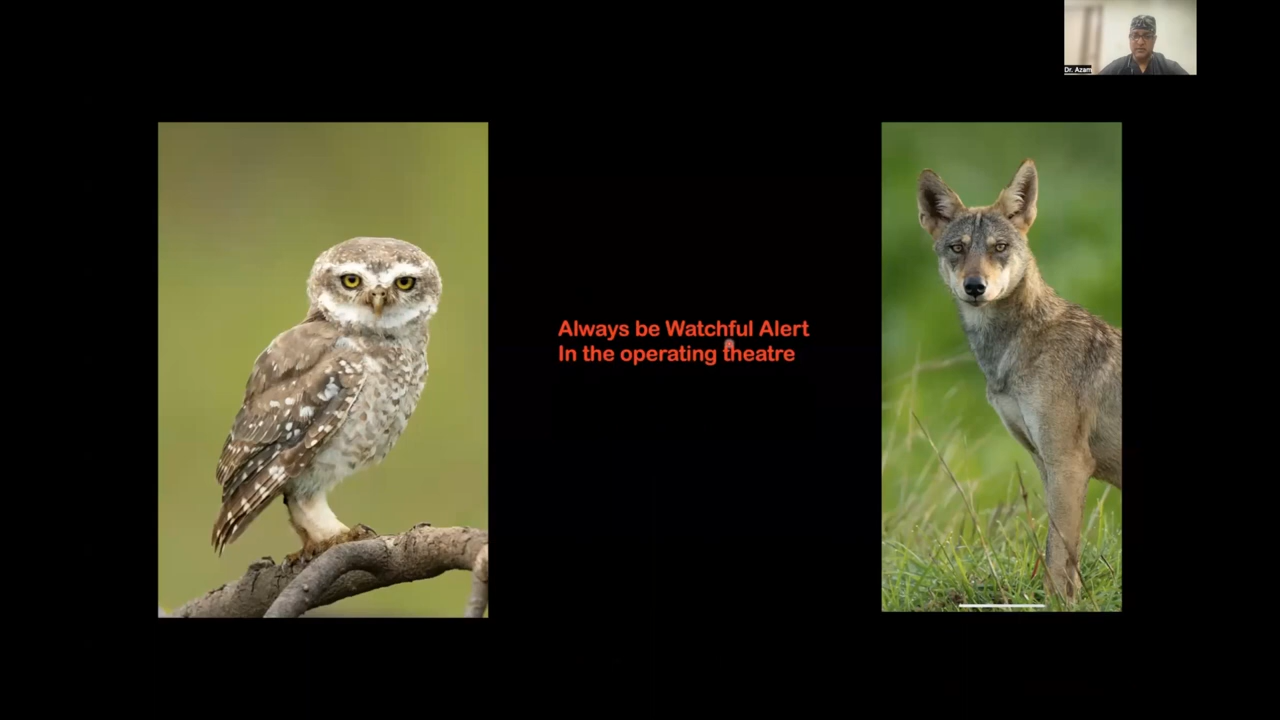 Dr. Azam
Always be Watchful Alert
In the operating theatre